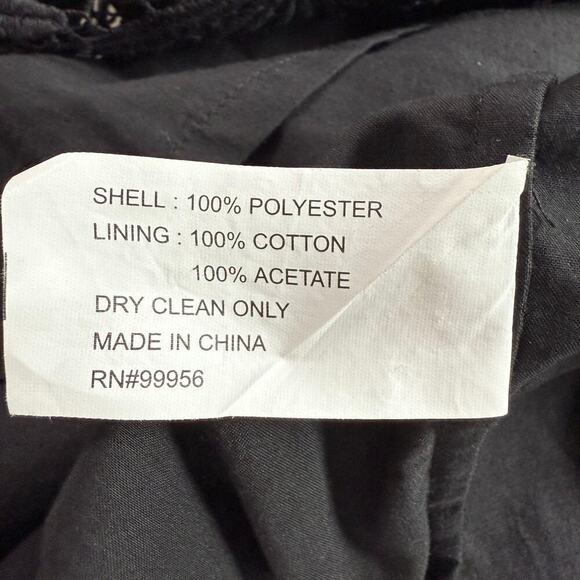 SHELL : 100% POLYESTER
LINING : 100% COTTON
100% ACETATE
DRY CLEAN ONLY
MADE IN CHINA
RN#99956